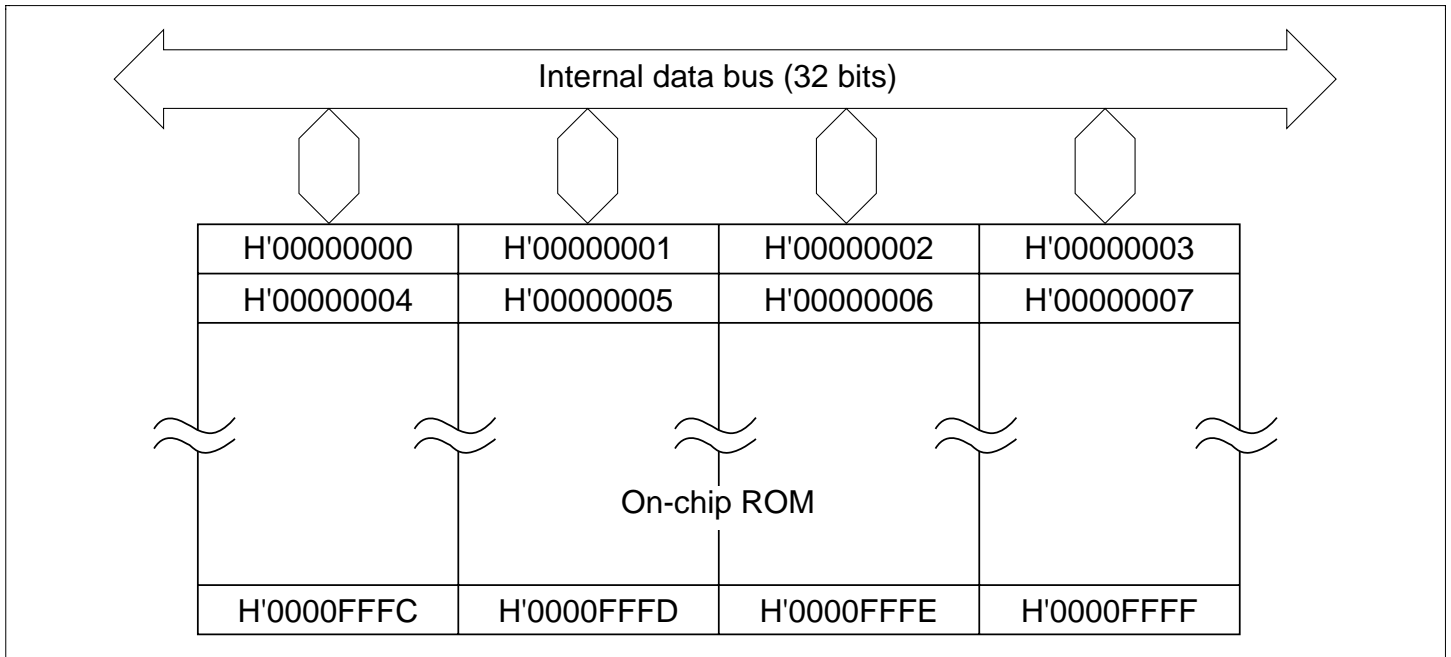 Internal data bus (32 bits)
H'00000000 H'00000001 H'00000002 H'00000003
H'00000004 H'00000005 H'00000006 H'00000007
On-chip ROM
H'0000FFFC H'0000FFFD H'0000FFFE H'0000FFFF